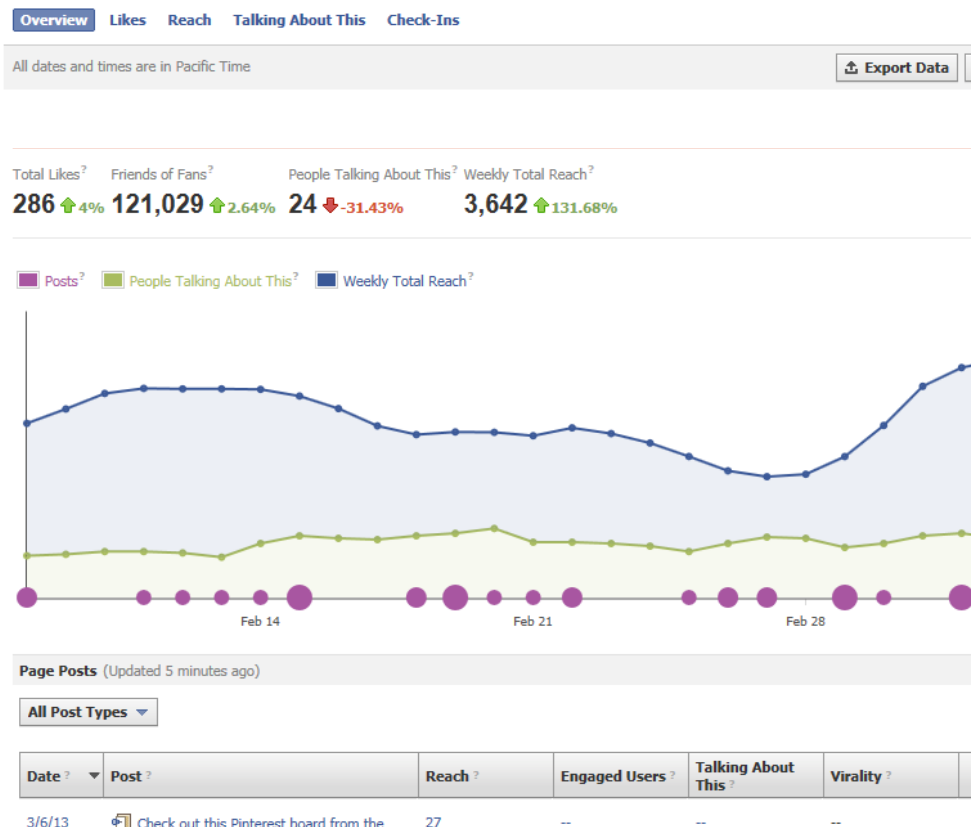 Overview Likes Reach Talking About This Check-Ins
All dates and times are in Pacific Time Export Data
Total Likes? Friends of Fans? People Talking About This? Weekly Total Reach?
286 4% 121,029 2.64% 24 -31.43% 3,642 131.68%
Posts? People Talking About This? Weekly Total Reach?
Feb 14 Feb 21 Feb 28
Page Posts (Updated 5 minutes ago)
All Post Types
Date ? Post ? Reach ? Engaged Users ? Talking About This ? Virality ?
3/6/13 Check out this Pinterest board from the 27 -- -- --